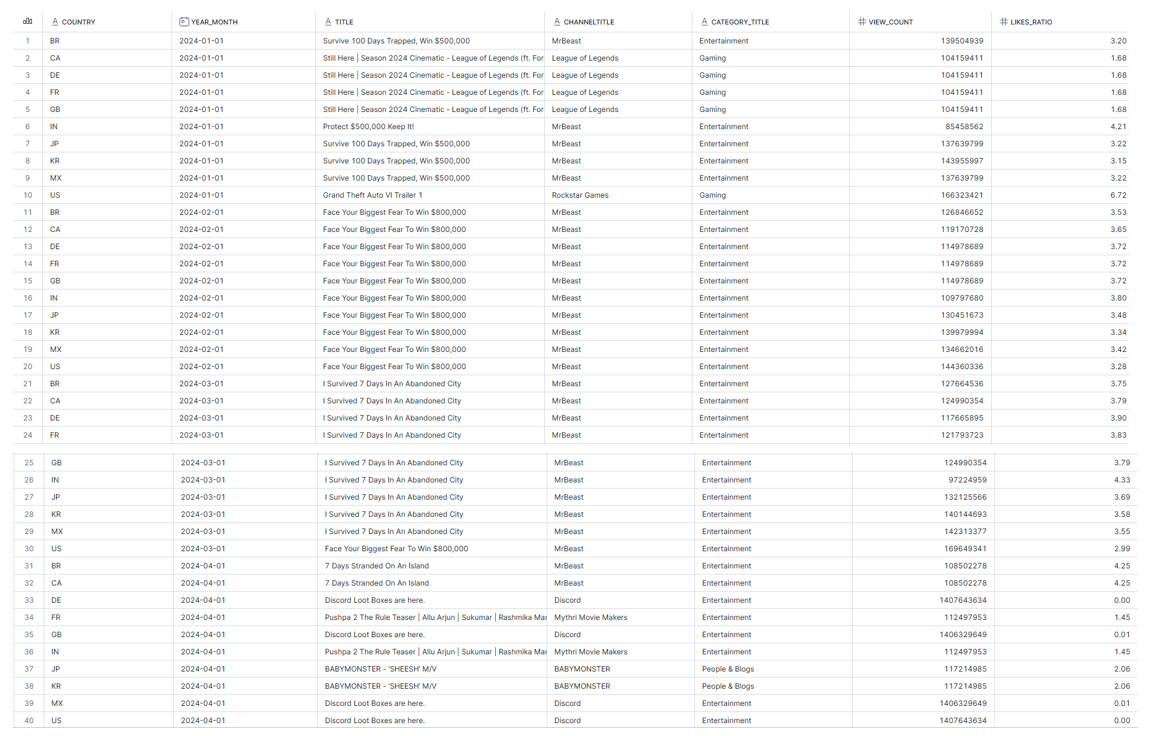 COUNTRY YEAR_MONTH TITLE CHANNELTITLE CATEGORY_TITLE VIEW_COUNT LIKES_RATIO
1 BR 2024-01-01 Survive 100 Days Trapped, Win $500,000 MrBeast Entertainment 139504939 3.20
2 CA 2024-01-01 Still Here | Season 2024 Cinematic - League of Legends (ft. For League of Legends Gaming 104159411 1.68
3 DE 2024-01-01 Still Here | Season 2024 Cinematic - League of Legends (ft. For League of Legends Gaming 104159411 1.68
4 FR 2024-01-01 Still Here | Season 2024 Cinematic - League of Legends (ft. For League of Legends Gaming 104159411 1.68
5 GB 2024-01-01 Still Here | Season 2024 Cinematic - League of Legends (ft. For League of Legends Gaming 104159411 1.68
6 IN 2024-01-01 Protect $500,000 Keep It! MrBeast Entertainment 85458562 4.21
7 JP 2024-01-01 Survive 100 Days Trapped, Win $500,000 MrBeast Entertainment 137639799 3.22
8 KR 2024-01-01 Survive 100 Days Trapped, Win $500,000 MrBeast Entertainment 143955997 3.15
9 MX 2024-01-01 Survive 100 Days Trapped, Win $500,000 MrBeast Entertainment 137639799 3.22
10 US 2024-01-01 Grand Theft Auto VI Trailer 1 Rockstar Games Gaming 166323421 6.72
11 BR 2024-02-01 Face Your Biggest Fear To Win $800,000 MrBeast Entertainment 126846652 3.53
12 CA 2024-02-01 Face Your Biggest Fear To Win $800,000 MrBeast Entertainment 119170728 3.65
13 DE 2024-02-01 Face Your Biggest Fear To Win $800,000 MrBeast Entertainment 114978689 3.72
14 FR 2024-02-01 Face Your Biggest Fear To Win $800,000 MrBeast Entertainment 114978689 3.72
15 GB 2024-02-01 Face Your Biggest Fear To Win $800,000 MrBeast Entertainment 114978689 3.72
16 IN 2024-02-01 Face Your Biggest Fear To Win $800,000 MrBeast Entertainment 109797680 3.80
17 JP 2024-02-01 Face Your Biggest Fear To Win $800,000 MrBeast Entertainment 130451673 3.48
18 KR 2024-02-01 Face Your Biggest Fear To Win $800,000 MrBeast Entertainment 139979994 3.34
19 MX 2024-02-01 Face Your Biggest Fear To Win $800,000 MrBeast Entertainment 134662016 3.42
20 US 2024-02-01 Face Your Biggest Fear To Win $800,000 MrBeast Entertainment 144360336 3.28
21 BR 2024-03-01 I Survived 7 Days In An Abandoned City MrBeast Entertainment 127664536 3.75
22 CA 2024-03-01 I Survived 7 Days In An Abandoned City MrBeast Entertainment 124990354 3.79
23 DE 2024-03-01 I Survived 7 Days In An Abandoned City MrBeast Entertainment 117665895 3.90
24 FR 2024-03-01 I Survived 7 Days In An Abandoned City MrBeast Entertainment 121793723 3.83
25 GB 2024-03-01 I Survived 7 Days In An Abandoned City MrBeast Entertainment 124990354 3.79
26 IN 2024-03-01 I Survived 7 Days In An Abandoned City MrBeast Entertainment 97224959 4.33
27 JP 2024-03-01 I Survived 7 Days In An Abandoned City MrBeast Entertainment 132125566 3.69
28 KR 2024-03-01 I Survived 7 Days In An Abandoned City MrBeast Entertainment 140144693 3.58
29 MX 2024-03-01 I Survived 7 Days In An Abandoned City MrBeast Entertainment 142313377 3.55
30 US 2024-03-01 Face Your Biggest Fear To Win $800,000 MrBeast Entertainment 169649341 2.99
31 BR 2024-04-01 7 Days Stranded On An Island MrBeast Entertainment 108502278 4.25
32 CA 2024-04-01 7 Days Stranded On An Island MrBeast Entertainment 108502278 4.25
33 DE 2024-04-01 Discord Loot Boxes are here. Discord Entertainment 1407643634 0.00
34 FR 2024-04-01 Pushpa 2 The Rule Teaser | Allu Arjun | Sukumar | Rashmika Mar Mythri Movie Makers Entertainment 112497953 1.45
35 GB 2024-04-01 Discord Loot Boxes are here. Discord Entertainment 1406329649 0.01
36 IN 2024-04-01 Pushpa 2 The Rule Teaser | Allu Arjun | Sukumar | Rashmika Mar Mythri Movie Makers Entertainment 112497953 1.45
37 JP 2024-04-01 BABYMONSTER - 'SHEESH' M/V BABYMONSTER People & Blogs 117214985 2.06
38 KR 2024-04-01 BABYMONSTER - 'SHEESH' M/V BABYMONSTER People & Blogs 117214985 2.06
39 MX 2024-04-01 Discord Loot Boxes are here. Discord Entertainment 1406329649 0.01
40 US 2024-04-01 Discord Loot Boxes are here. Discord Entertainment 1407643634 0.00